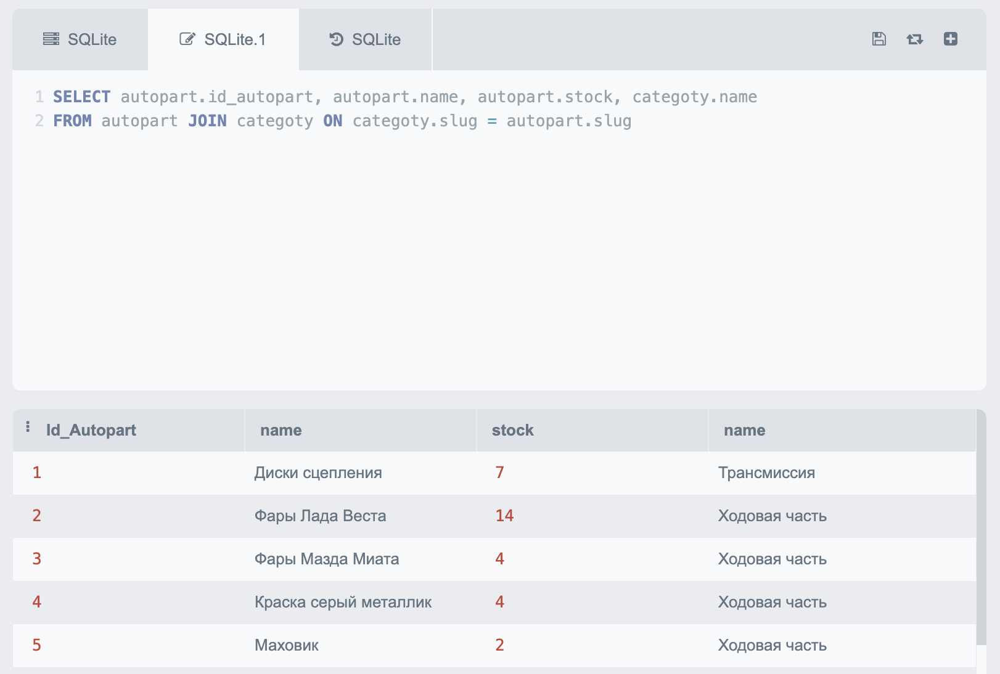 SQLite SQLite.1 SQLite
1 SELECT autopart.id_autopart, autopart.name, autopart.stock, categoty.name
2 FROM autopart JOIN categoty ON categoty.slug = autopart.slug
Id_Autopart name stock name
1 Диски сцепления 7 Трансмиссия
2 Фары Лада Веста 14 Ходовая часть
3 Фары Мазда Миата 4 Ходовая часть
4 Краска серый металлик 4 Ходовая часть
5 Маховик 2 Ходовая часть